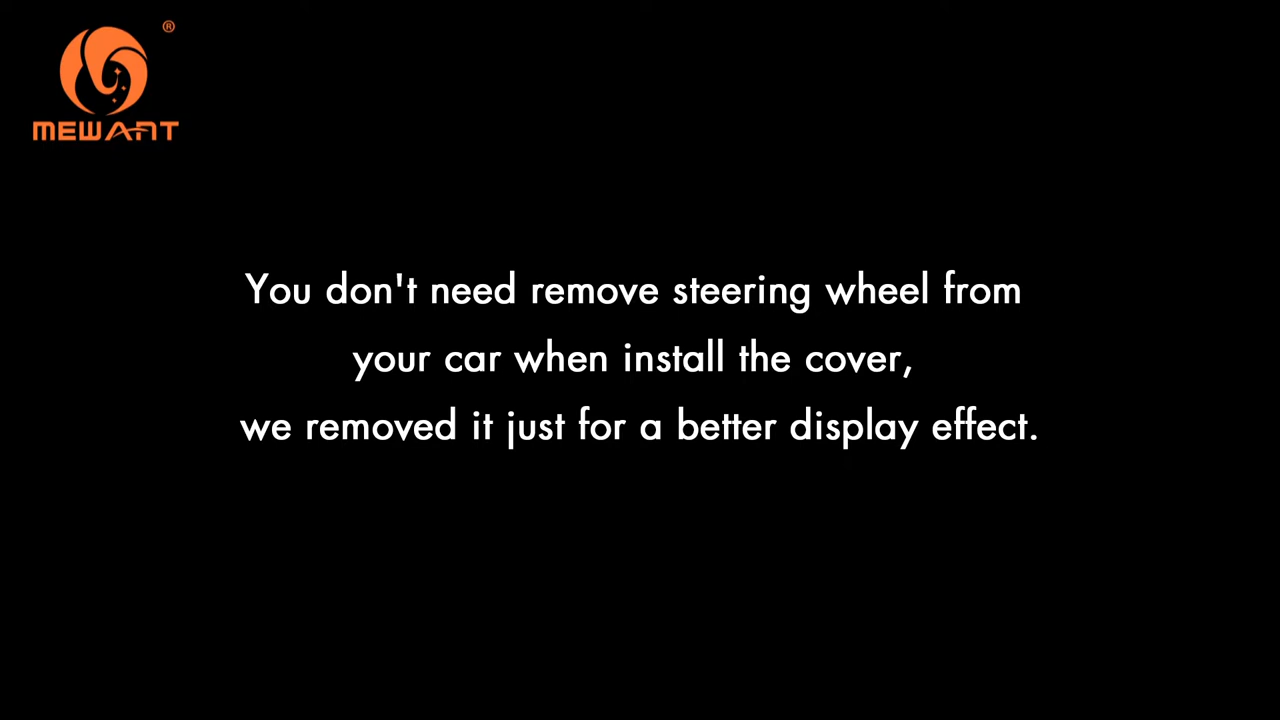 ®
MEWANT
You don't need remove steering wheel from
your car when install the cover,
we removed it just for a better display effect.